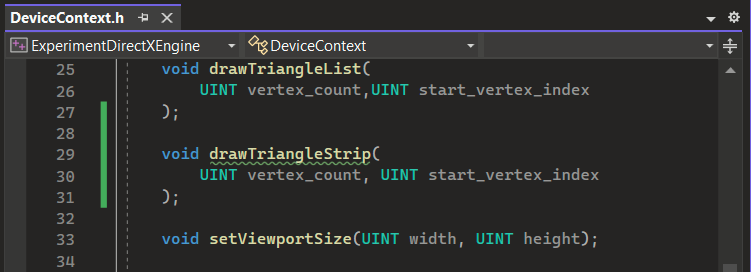 DeviceContext.h
ExperimentDirectXEngine
DeviceContext
25 void drawTriangleList(
26 UINT vertex_count,UINT start_vertex_index
27 );
28
29 void drawTriangleStrip(
30 UINT vertex_count, UINT start_vertex_index
31 );
32
33 void setViewportSize(UINT width, UINT height);
34